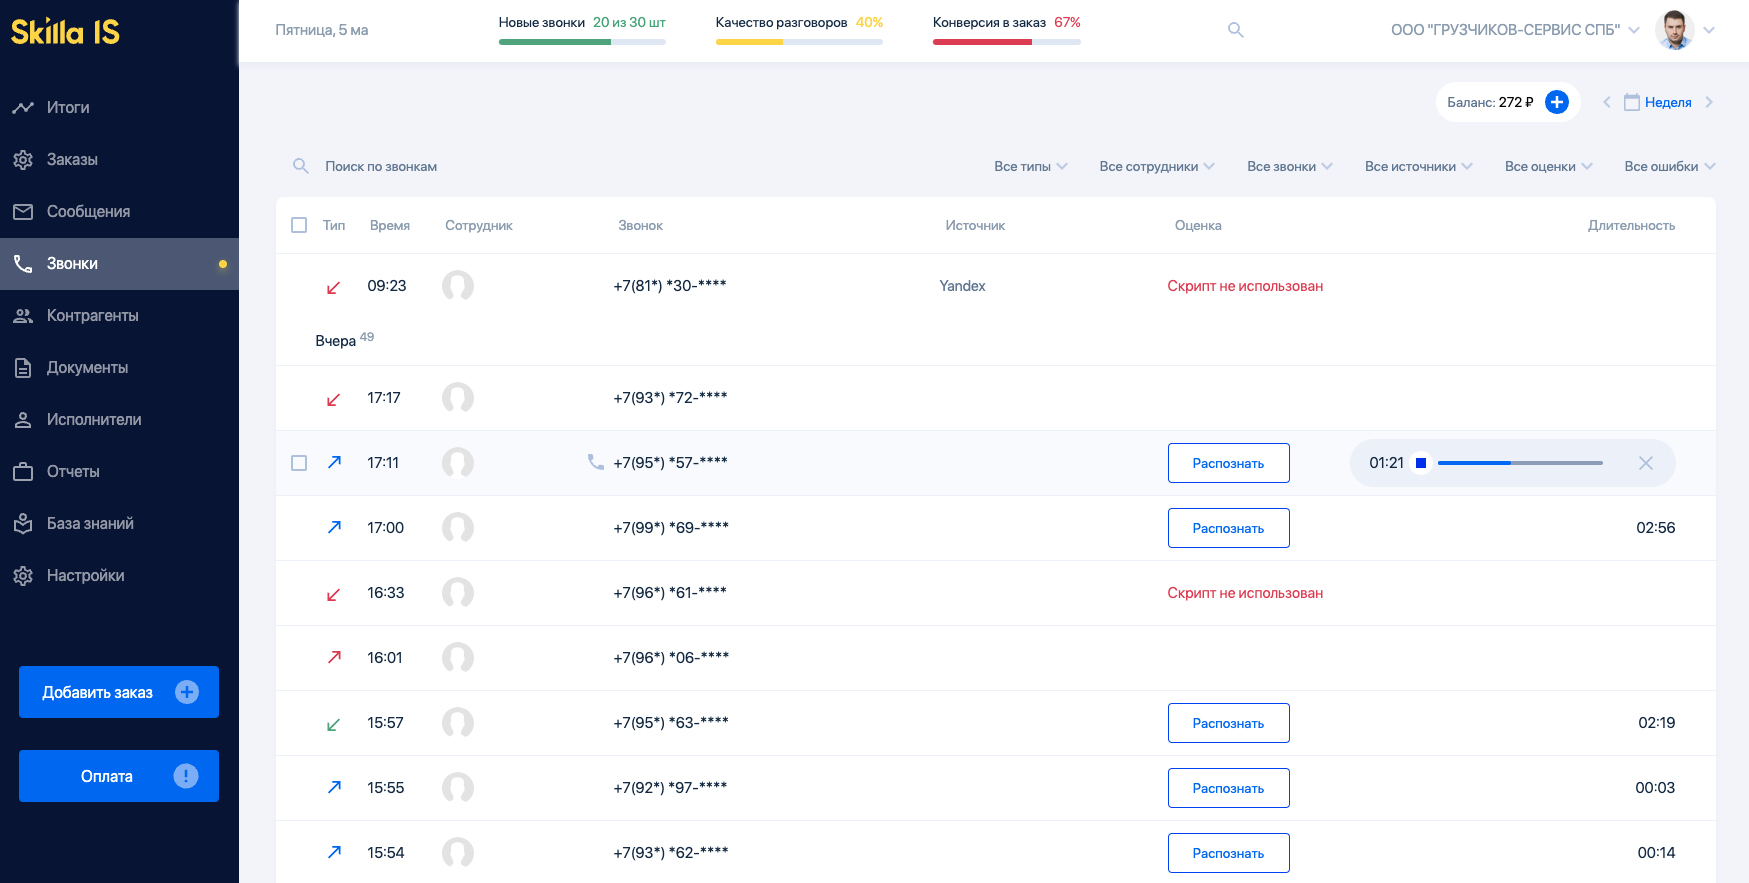 Skilla IS
Пятница, 5 ма
Новые звонки 20 из 30 шт
Качество разговоров 40%
Конверсия в заказ 67%
ООО "ГРУЗЧИКОВ-СЕРВИС СПБ"
Итоги
Заказы
Сообщения
Звонки
Контрагенты
Документы
Исполнители
Отчеты
База знаний
Настройки
Добавить заказ
Оплата
Баланс: 272 ₽
Неделя
Поиск по звонкам
Все типы Все сотрудники Все звонки Все источники Все оценки Все ошибки
Тип Время Сотрудник Звонок Источник Оценка Длительность
09:23 +7(81*) *30-**** Yandex Скрипт не использован
Вчера 49
17:17 +7(93*) *72-****
17:11 +7(95*) *57-**** Распознать 01:21
17:00 +7(99*) *69-**** Распознать 02:56
16:33 +7(96*) *61-**** Скрипт не использован
16:01 +7(96*) *06-****
15:57 +7(95*) *63-**** Распознать 02:19
15:55 +7(92*) *97-**** Распознать 00:03
15:54 +7(93*) *62-**** Распознать 00:14